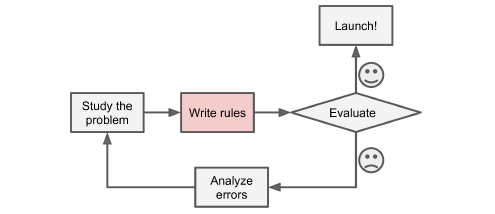 Launch!
Study the
problem
Write rules
Evaluate
Analyze
errors